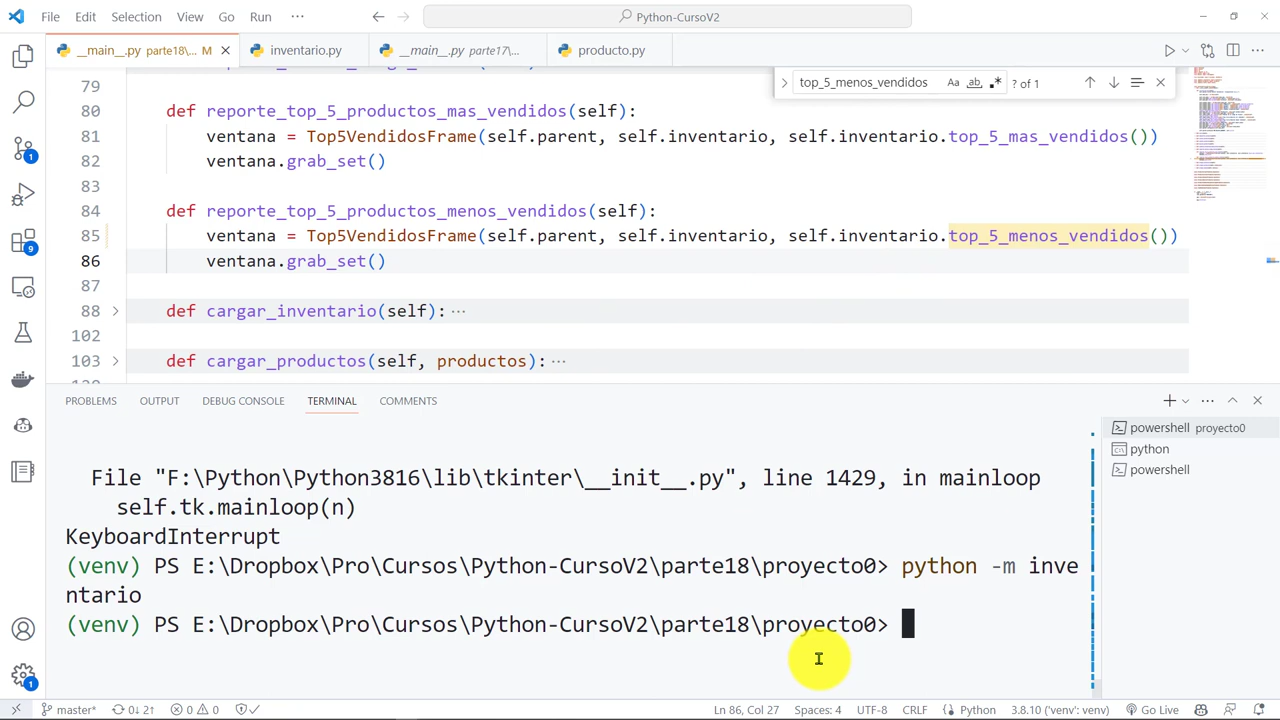 File Edit Selection View Go Run ··· Python-CursoV2
__main__.py parte18\... M inventario.py __main__.py parte17\... producto.py
top_5_menos_vendidos ab.
79
80 def reporte_top_5_productos_mas_vendidos(self):
81 ventana = Top5VendidosFrame(self.parent, self.inventario, self.inventario.top_5_menos_vendidos())
82 ventana.grab_set()
83
84 def reporte_top_5_productos_menos_vendidos(self):
85 ventana = Top5VendidosFrame(self.parent, self.inventario, self.inventario.top_5_menos_vendidos())
86 ventana.grab_set()
87
88 def cargar_inventario(self): ···
102
103 def cargar_productos(self, productos): ···
PROBLEMS OUTPUT DEBUG CONSOLE TERMINAL COMMENTS
powershell proyecto0
python
powershell
File "F:\Python\Python3816\lib\tkinter\__init__.py", line 1429, in mainloop
self.tk.mainloop(n)
KeyboardInterrupt
(venv) PS E:\Dropbox\Pro\Cursos\Python-CursoV2\parte18\proyecto0> python -m inve
ntario
(venv) PS E:\Dropbox\Pro\Cursos\Python-CursoV2\parte18\proyecto0>
1
9
1
master* 0↓ 2↑ 0 0 Ln 86, Col 27 Spaces: 4 UTF-8 CRLF Python 3.8.10 ('venv': venv) Go Live